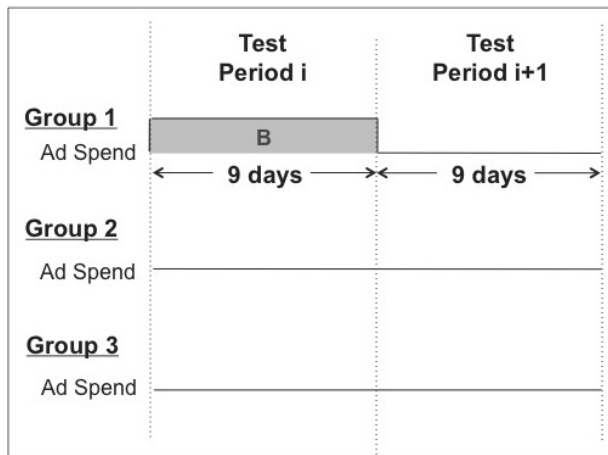 Test
Period i
Test
Period i+1
Group 1
Ad Spend
B
9 days
9 days
Group 2
Ad Spend
Group 3
Ad Spend